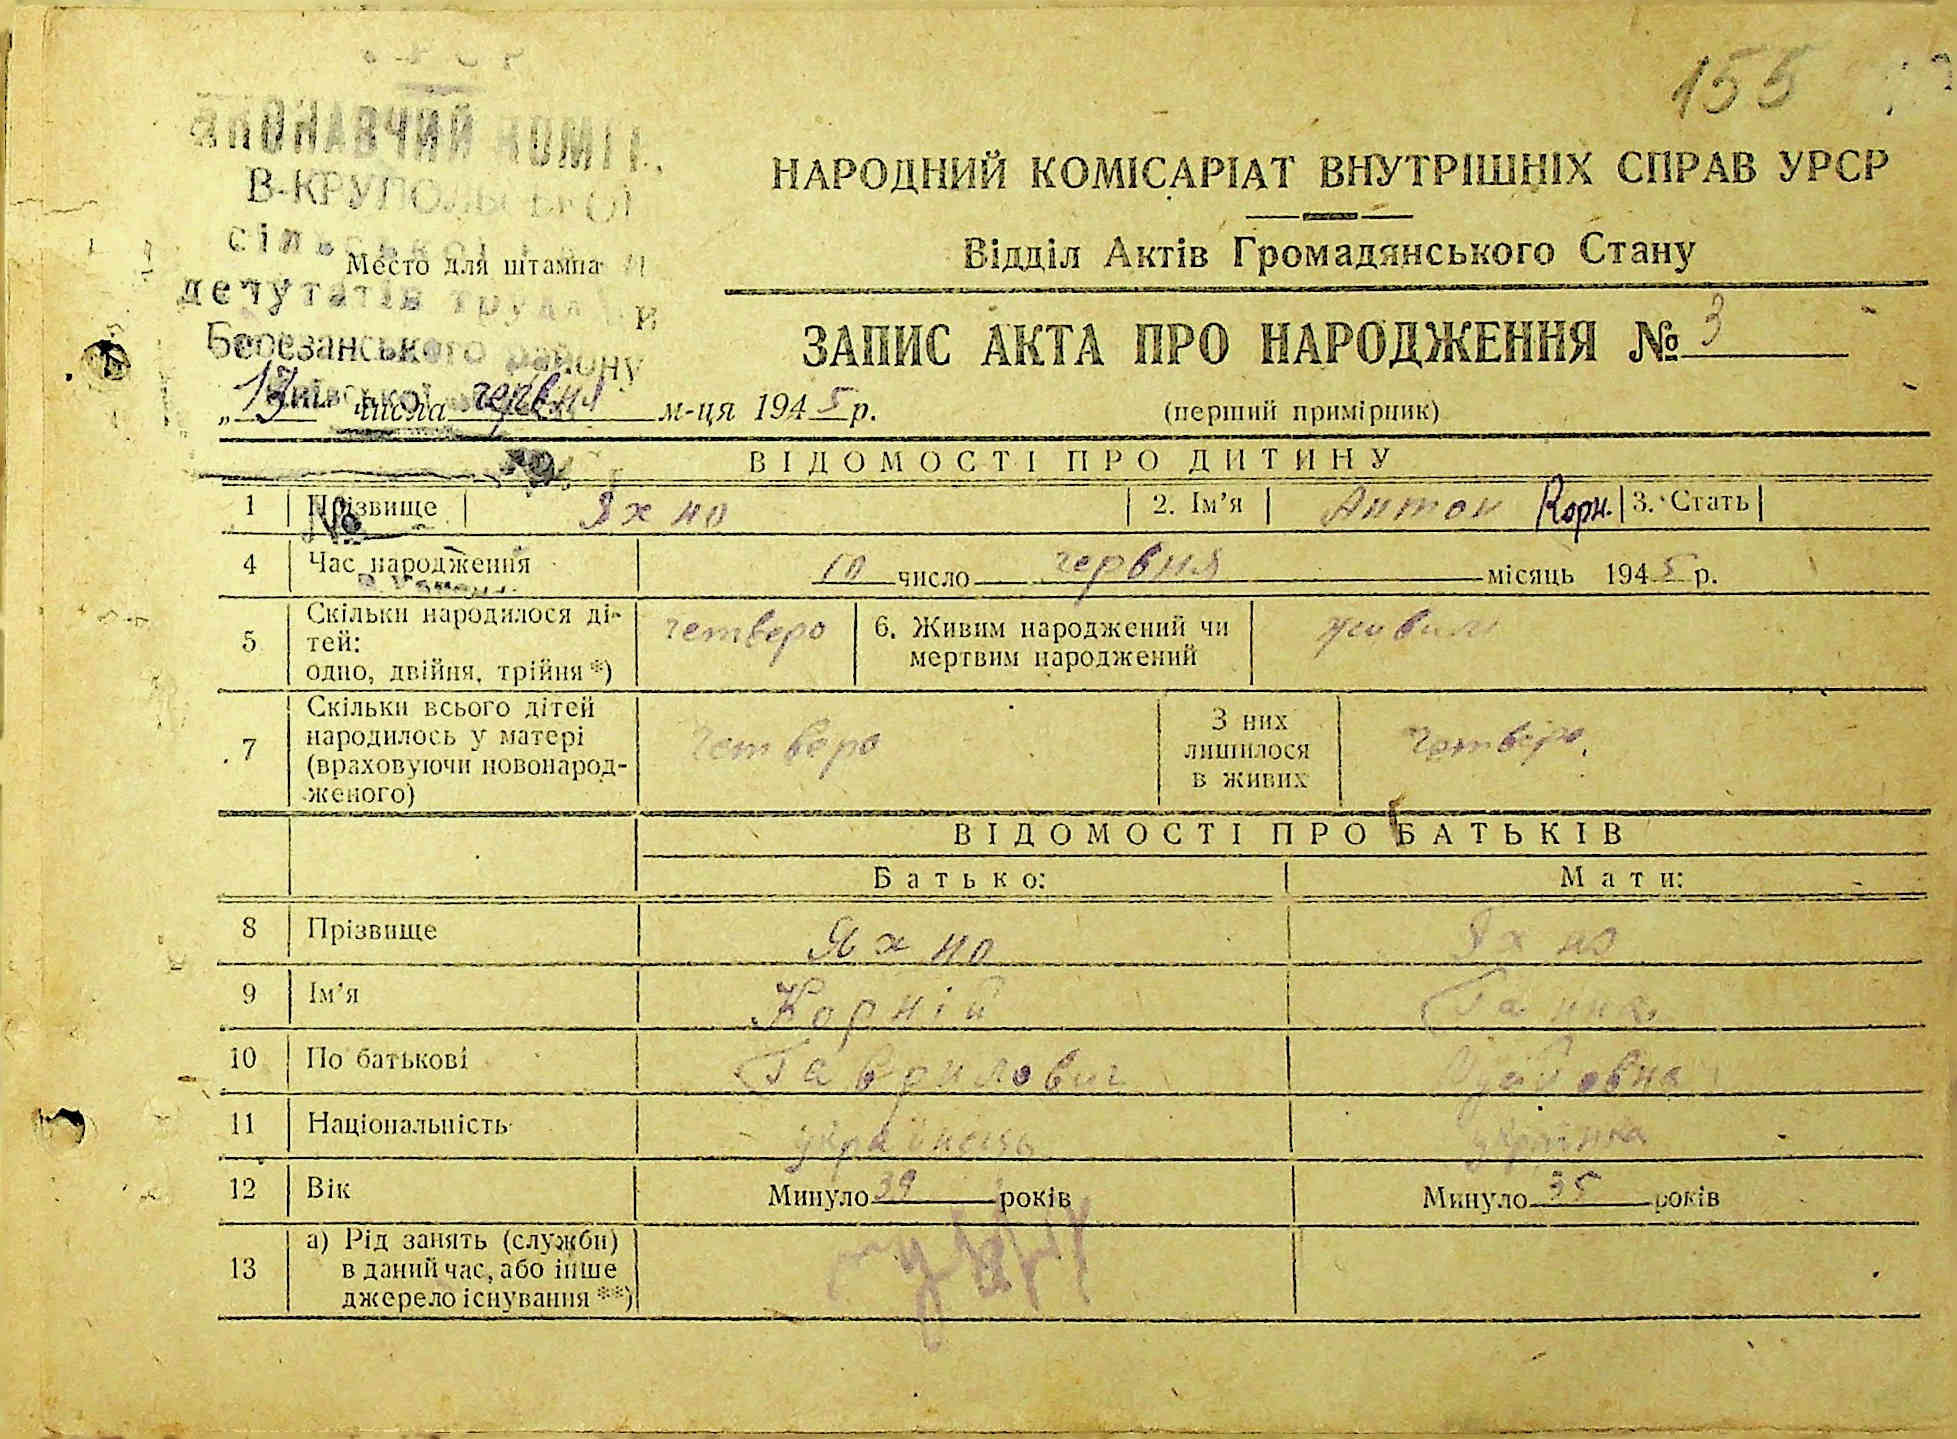 155
НАРОДНИЙ КОМІСАРІАТ ВНУТРІШНІХ СПРАВ УРСР
Відділ Актів Громадянського Стану
В-КРУПОЛЬСЬКОЇ
сільської
Место для штампа
депутатів труд
Березанського району
Київської
ЗАПИС АКТА ПРО НАРОДЖЕННЯ № 3
„13" числа червня м-ця 1945 р.
(перший примірник)
ВІДОМОСТІ ПРО ДИТИНУ
1 Прізвище Яхно 2. Ім'я Антон Корн. 3. Стать
№
4 Час народження 10 число червня місяць 1945 р.
5 Скільки народилося ді-
тей:
одно, двійня, трійня *) четверо 6. Живим народжений чи
мертвим народжений живим
7 Скільки всього дітей
народилось у матері
(враховуючи новонарод-
женого) четверо З них
лишилося
в живих четверо.
ВІДОМОСТІ ПРО БАТЬКІВ
Батько: Мати:
8 Прізвище Яхно Яхно
9 Ім'я Корній Ганна
10 По батькові Гаврилович
11 Національність українець українка
12 Вік Минуло 39 років Минуло 35 років
13 а) Рід занять (служби)
в даний час, або інше
джерело існування **)